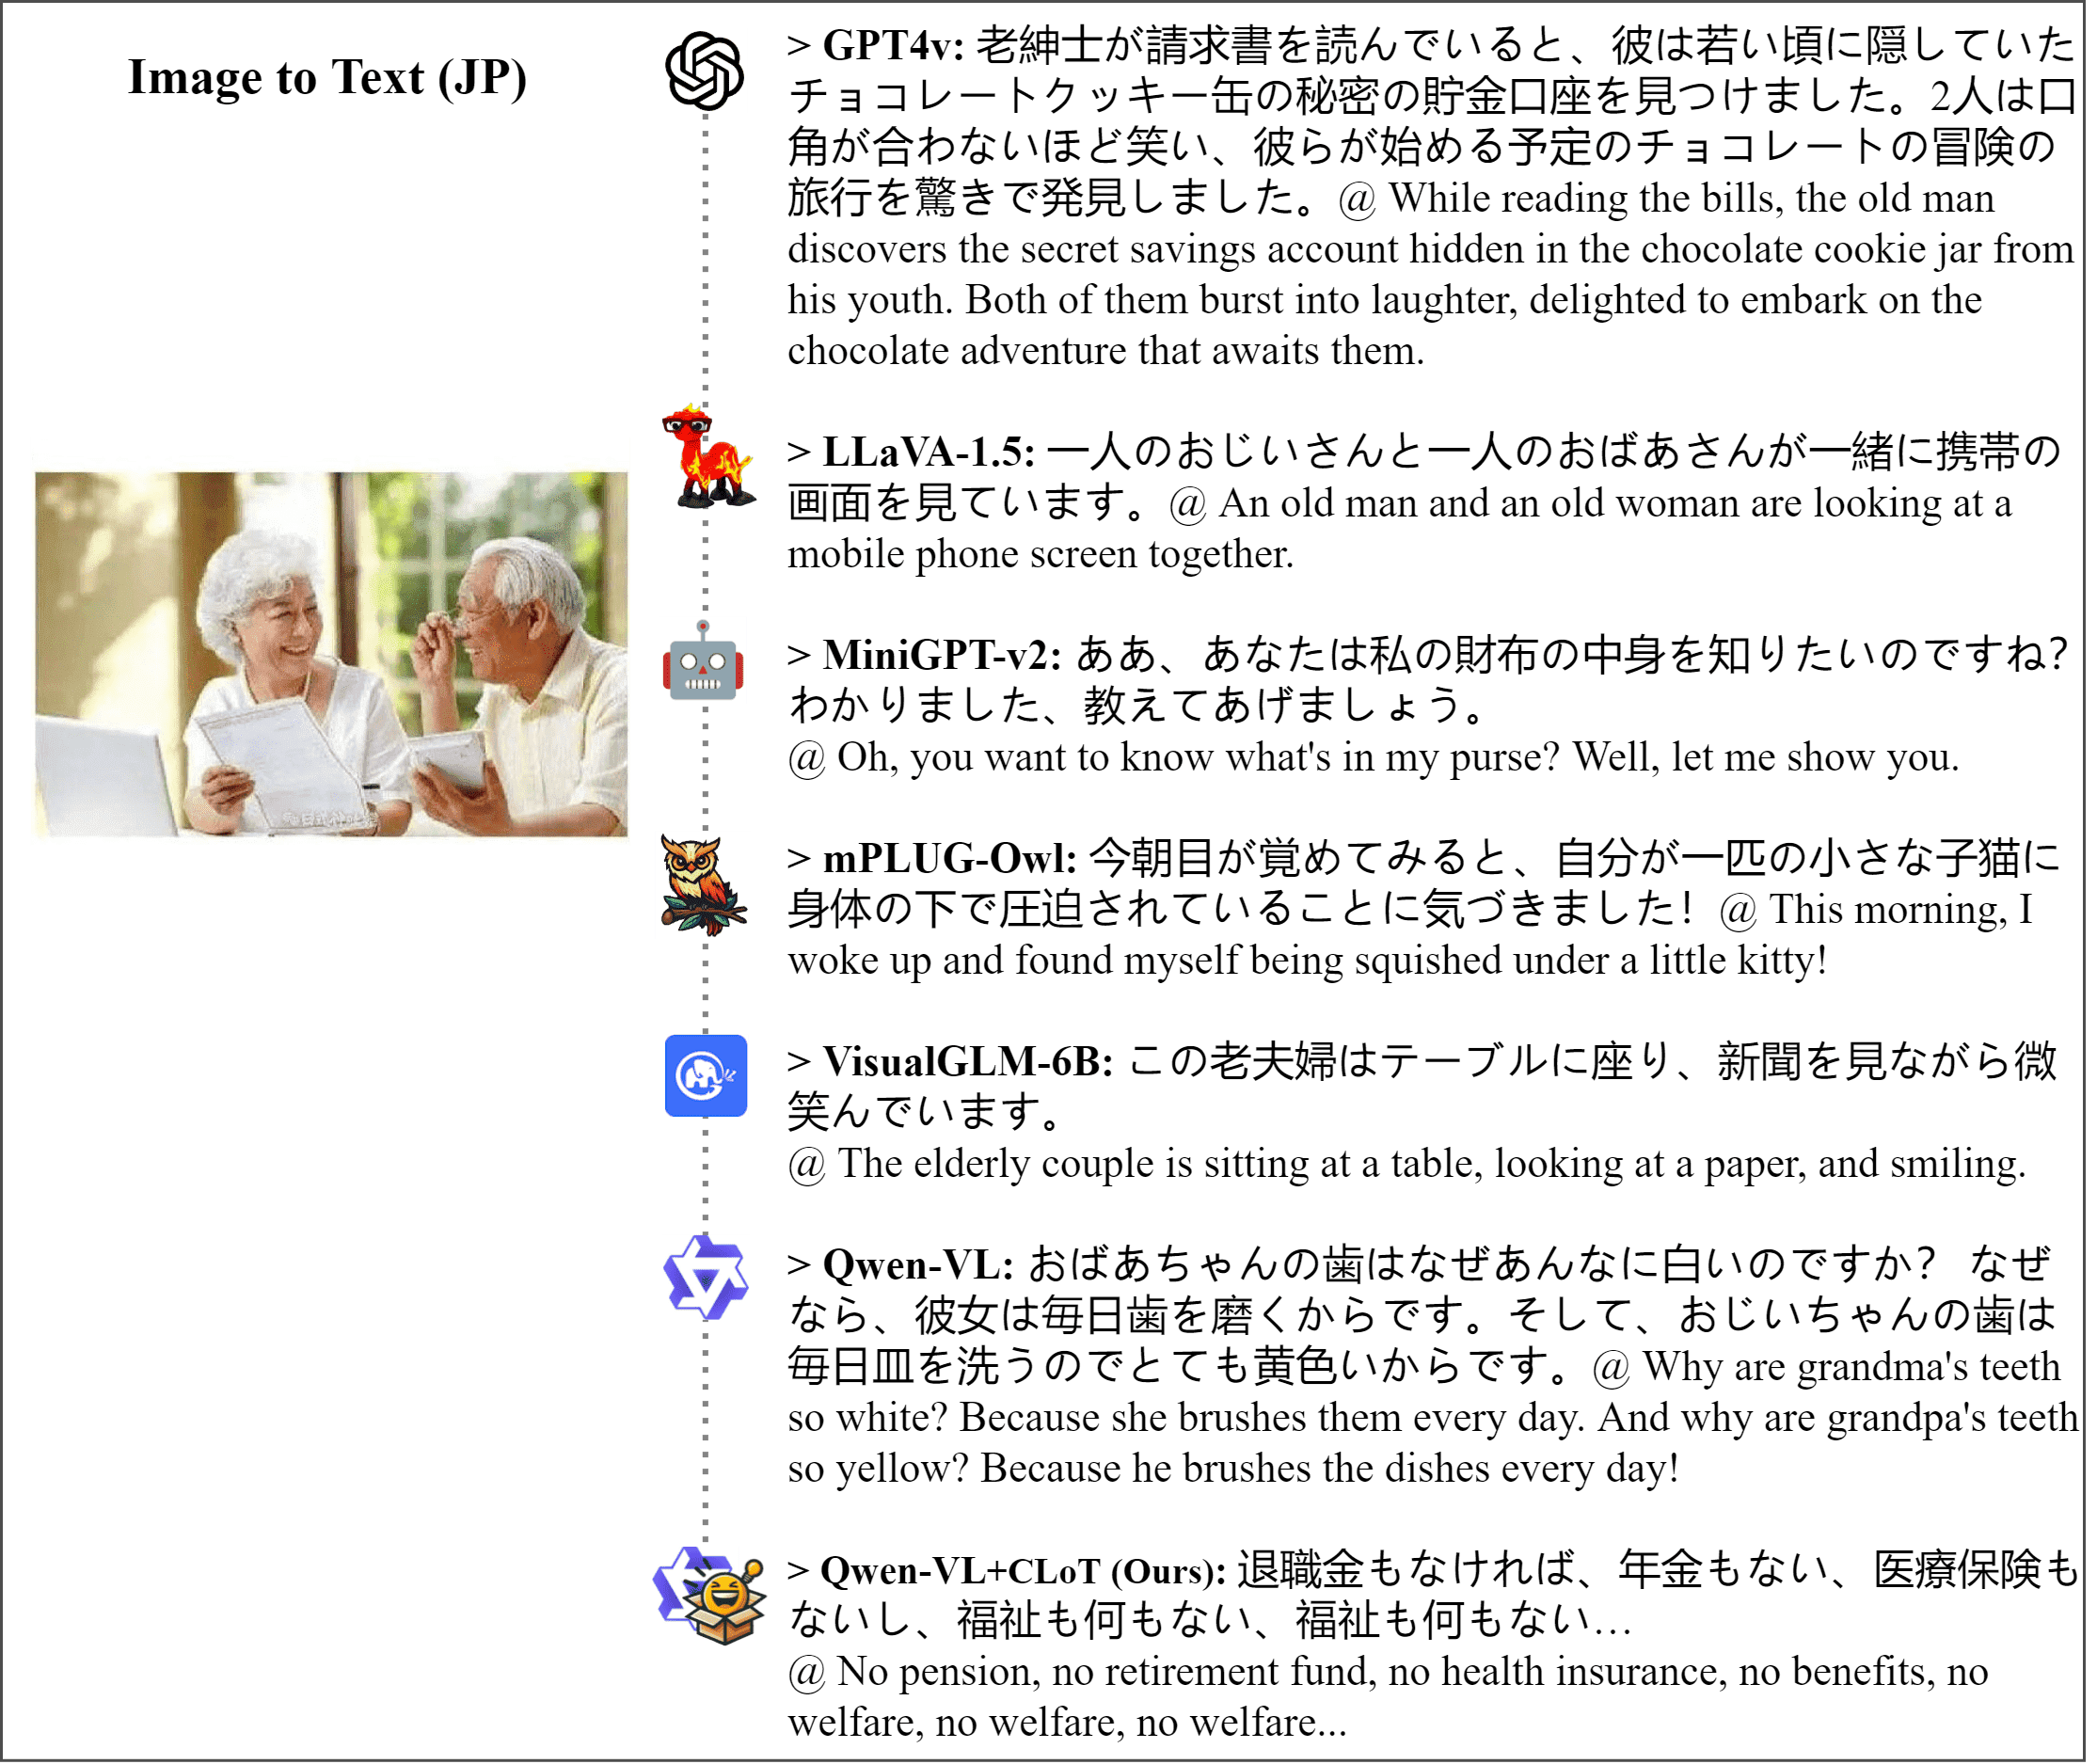 Image to Text (JP)
> GPT4v: 老紳士が請求書を読んでいると、彼は若い頃に隠していた
チョコレートクッキー缶の秘密の貯金口座を見つけました。2人は口
角が合わないほど笑い、彼らが始める予定のチョコレートの冒険の
旅行を驚きで発見しました。@ While reading the bills, the old man
discovers the secret savings account hidden in the chocolate cookie jar from
his youth. Both of them burst into laughter, delighted to embark on the
chocolate adventure that awaits them.
> LLaVA-1.5: 一人のおじいさんと一人のおばあさんが一緒に携帯の
画面を見ています。@ An old man and an old woman are looking at a
mobile phone screen together.
> MiniGPT-v2: ああ、あなたは私の財布の中身を知りたいのですね?
わかりました、教えてあげましょう。
@ Oh, you want to know what's in my purse? Well, let me show you.
> mPLUG-Owl: 今朝目が覚めてみると、自分が一匹の小さな子猫に
身体の下で圧迫されていることに気づきました! @ This morning, I
woke up and found myself being squished under a little kitty!
> VisualGLM-6B: この老夫婦はテーブルに座り、新聞を見ながら微
笑んでいます。
@ The elderly couple is sitting at a table, looking at a paper, and smiling.
> Qwen-VL: おばあちゃんの歯はなぜあんなに白いのですか? なぜ
なら、彼女は毎日歯を磨くからです。そして、おじいちゃんの歯は
毎日皿を洗うのでとても黄色いからです。@ Why are grandma's teeth
so white? Because she brushes them every day. And why are grandpa's teeth
so yellow? Because he brushes the dishes every day!
> Qwen-VL+CLoT (Ours): 退職金もなければ、年金もない、医療保険も
ないし、福祉も何もない、福祉も何もない…
@ No pension, no retirement fund, no health insurance, no benefits, no
welfare, no welfare, no welfare...